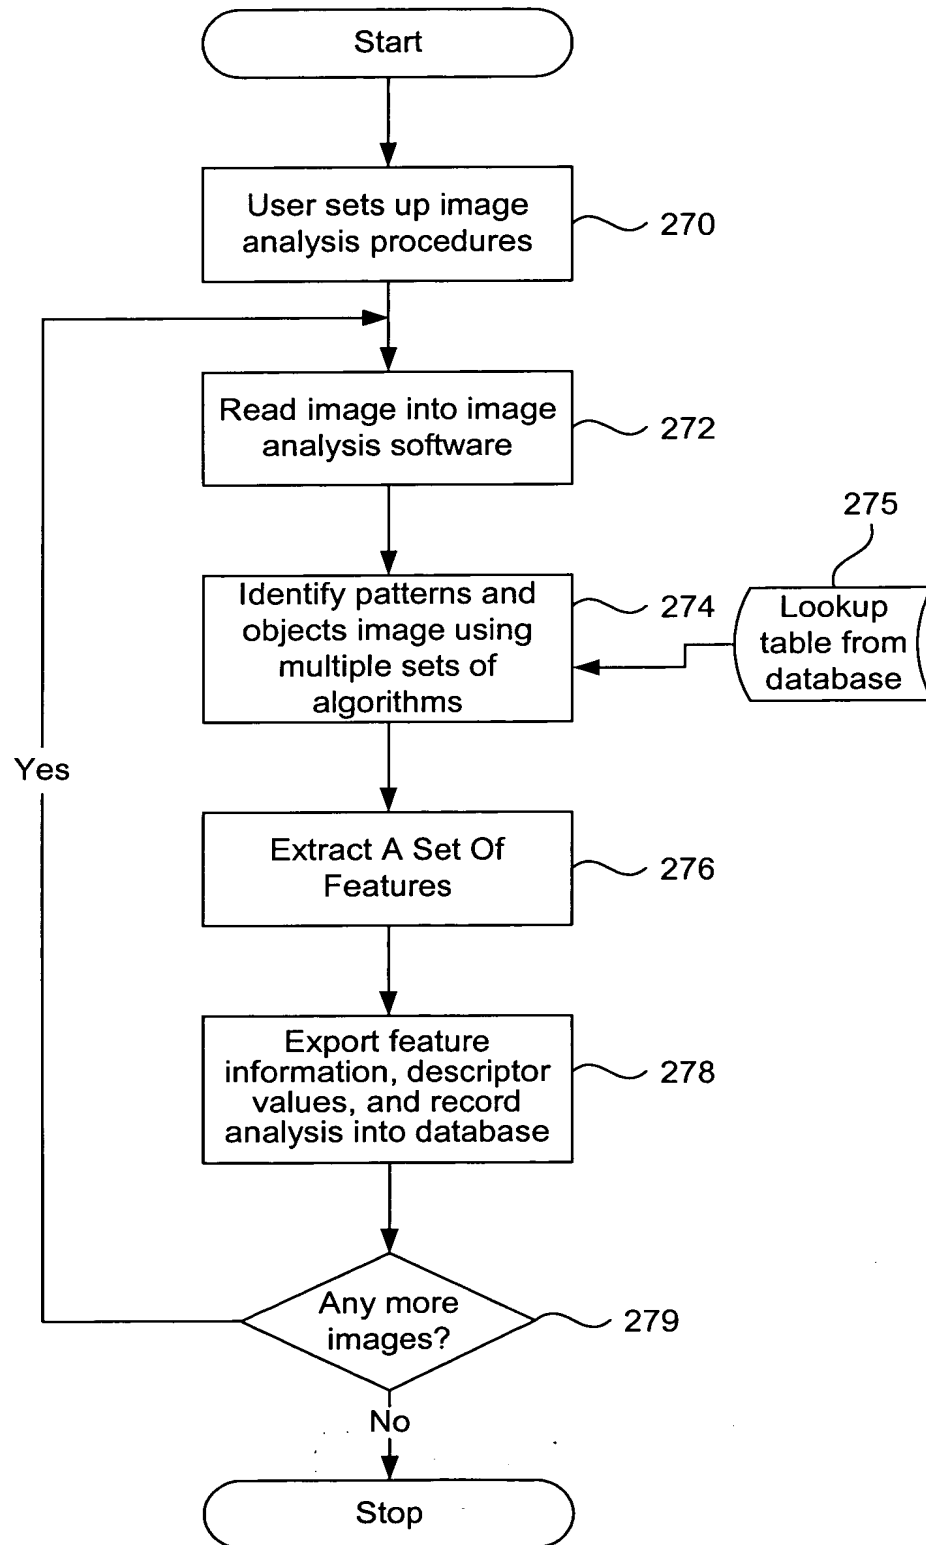 Start
User sets up image
analysis procedures
270
Read image into image
analysis software
272
275
Identify patterns and
objects image using
multiple sets of
algorithms
274
Lookup
table from
database
Yes
Extract A Set Of
Features
276
Export feature
information, descriptor
values, and record
analysis into database
278
Any more
images?
279
No
Stop